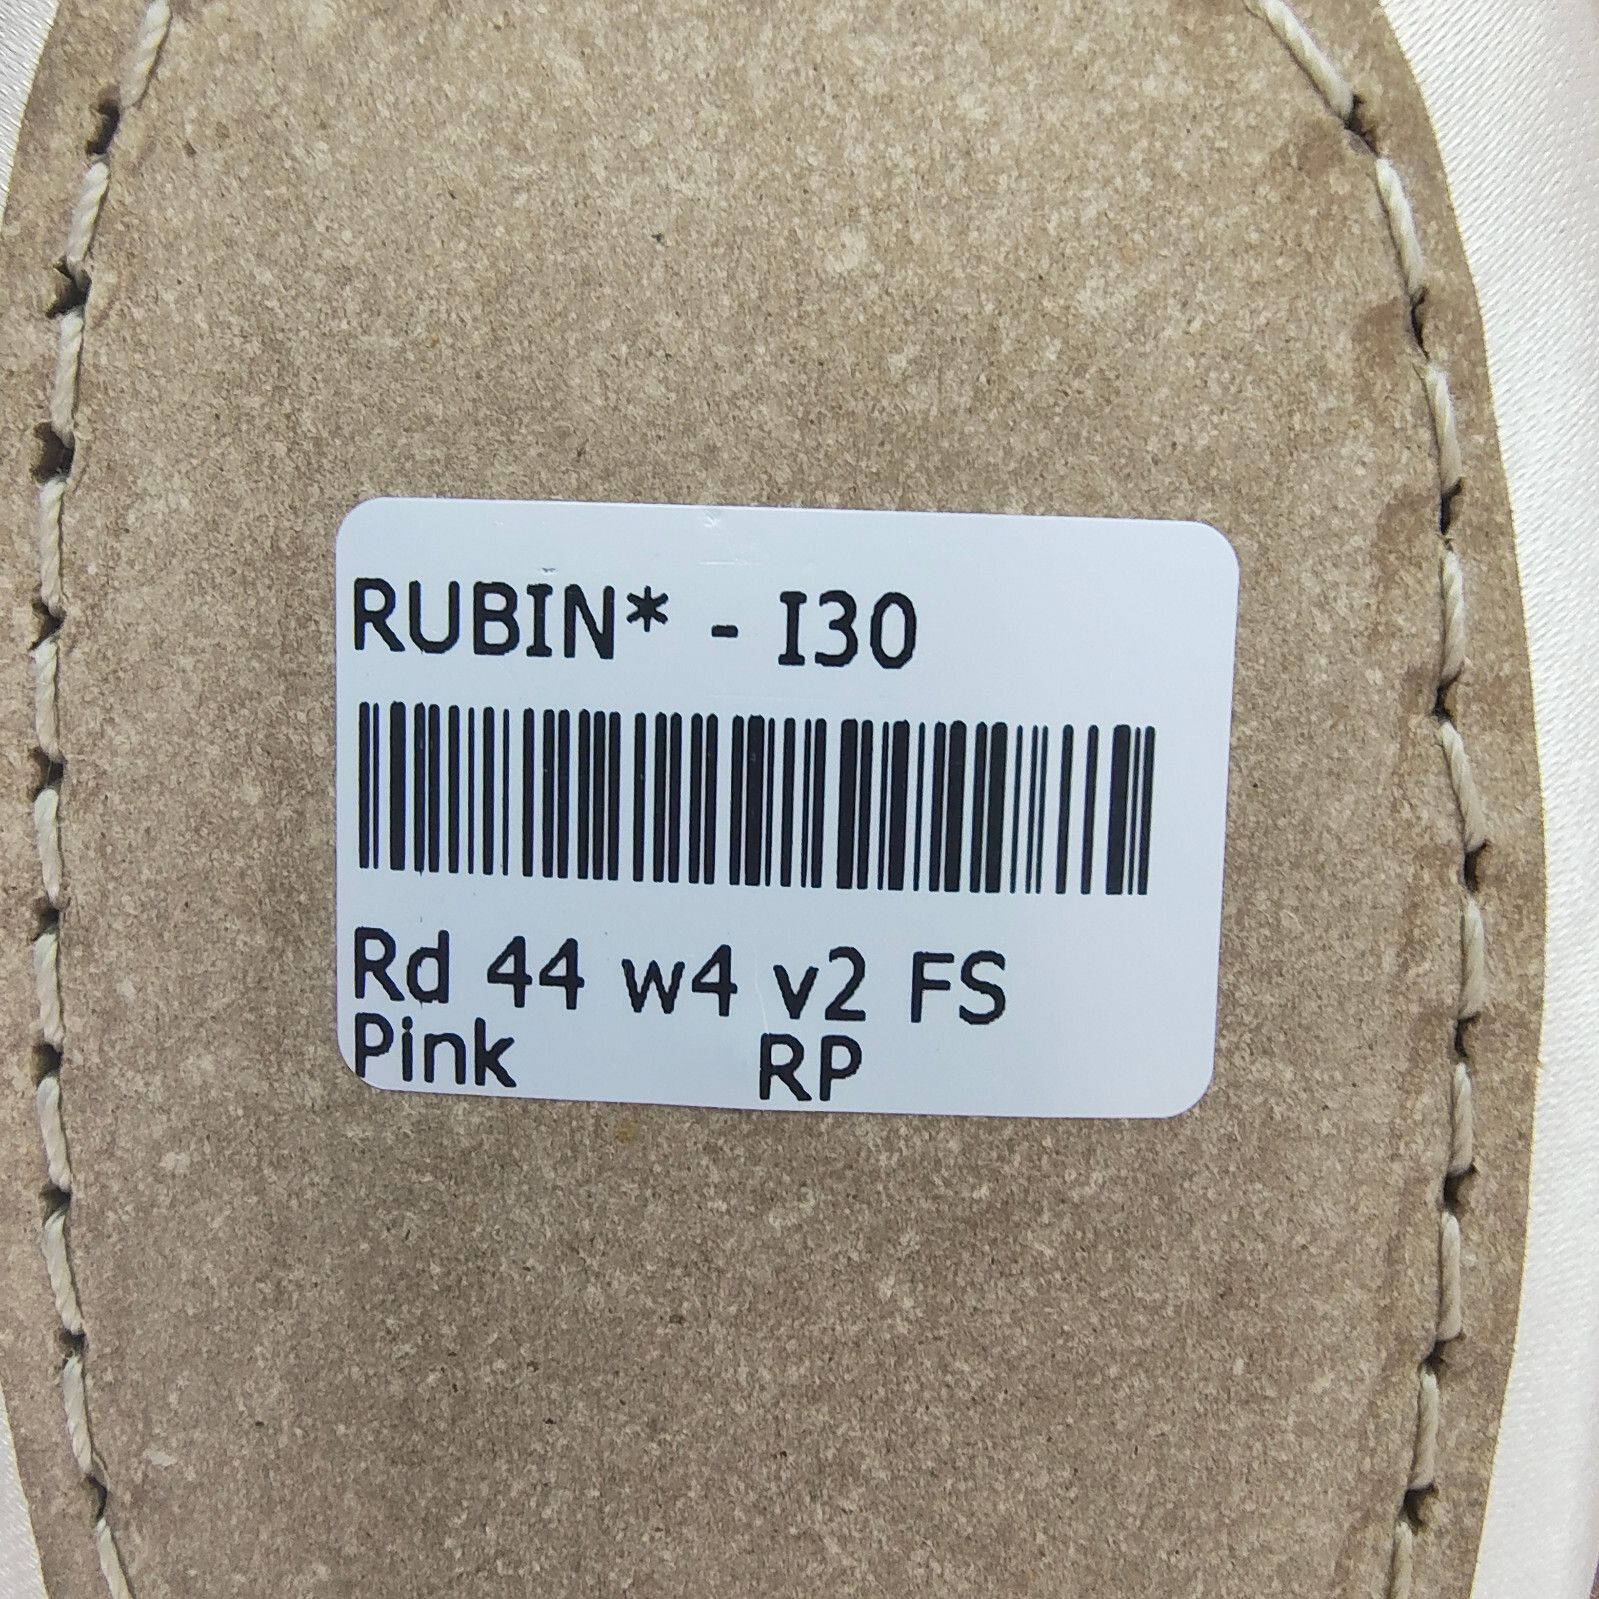 RUBIN* - I30
Rd 44 w4 v2 FS
Pink RP